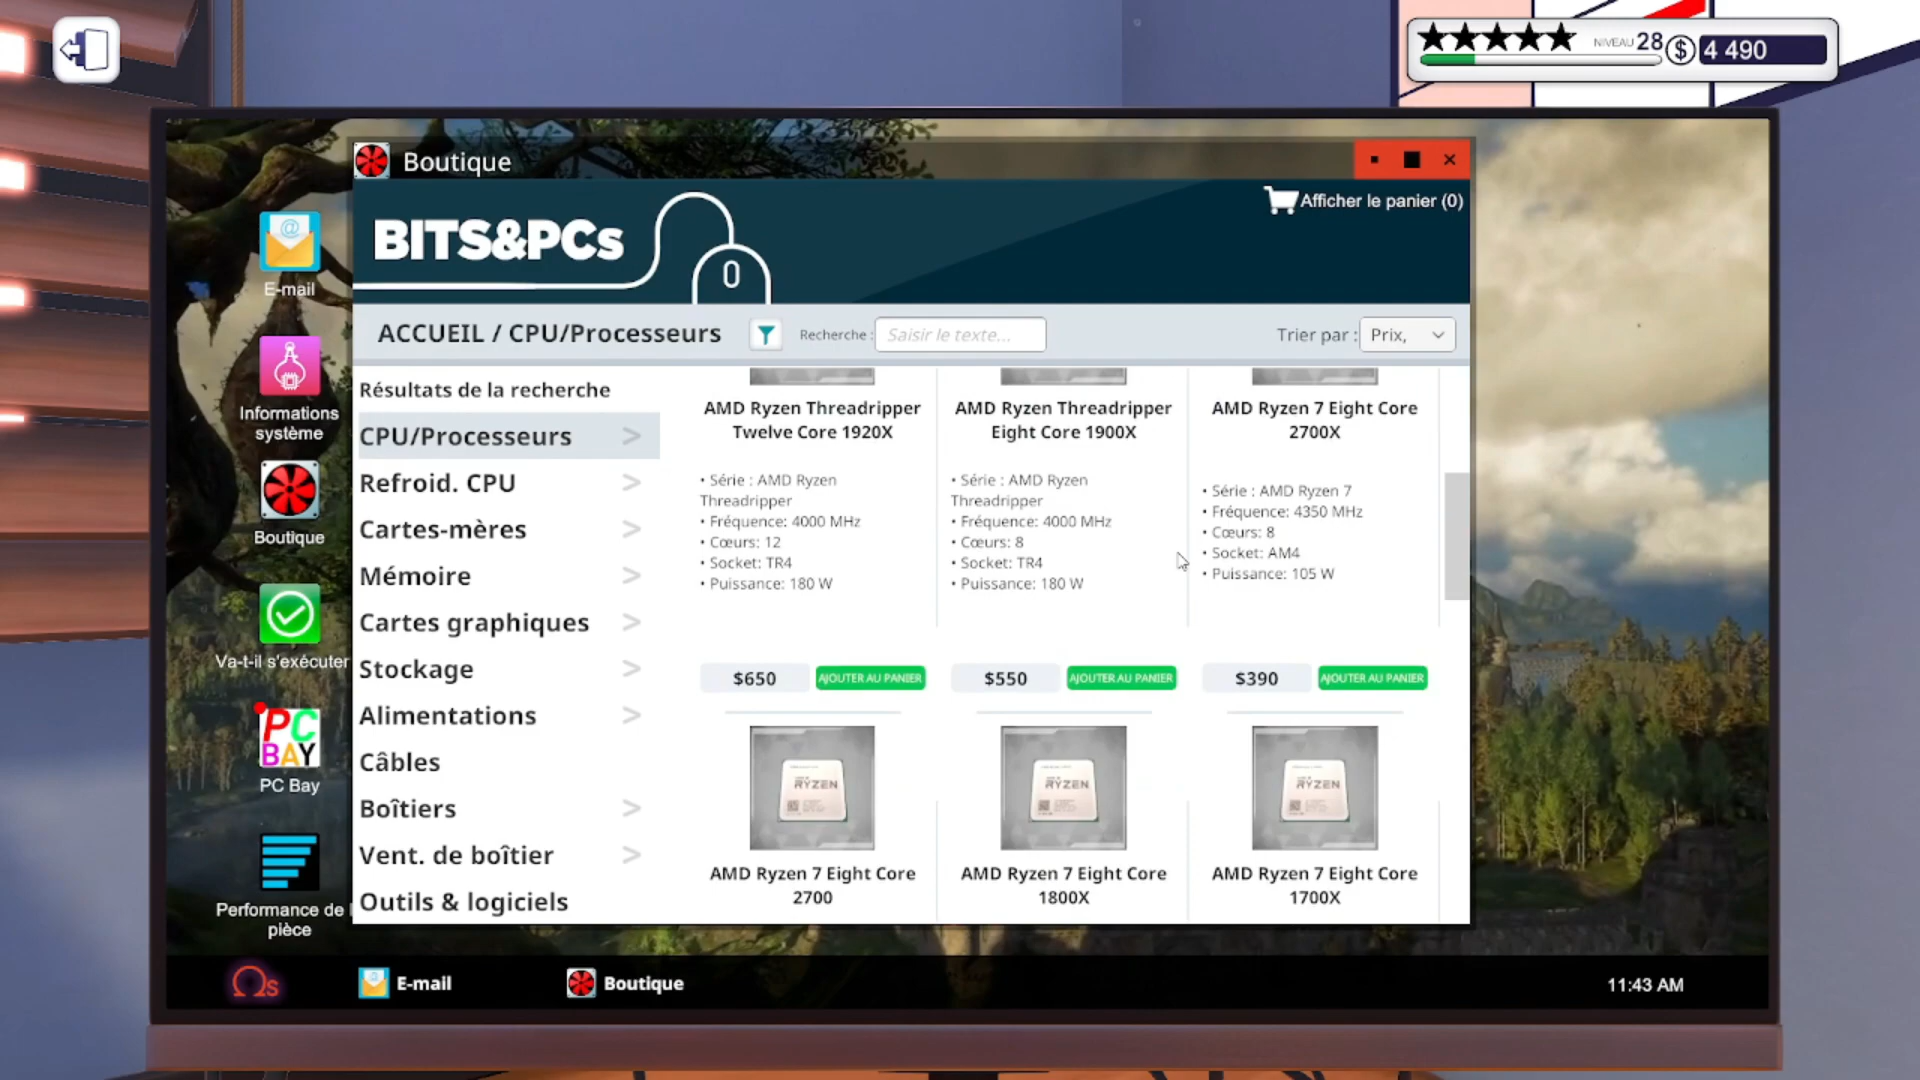 NIVEAU 28 $ 4 490
Boutique
Afficher le panier (0)
BITS&PCs
ACCUEIL / CPU/Processeurs
Recherche :
Saisir le texte...
Trier par :
Prix,
E-mail
Informations
système
Boutique
Va-t-il s'exécuter
PC
BAY
PC Bay
Performance de
pièce
Résultats de la recherche
CPU/Processeurs >
Refroid. CPU >
Cartes-mères >
Mémoire >
Cartes graphiques >
Stockage >
Alimentations >
Câbles
Boîtiers >
Vent. de boîtier >
Outils & logiciels
AMD Ryzen Threadripper
Twelve Core 1920X
• Série : AMD Ryzen
Threadripper
• Fréquence: 4000 MHz
• Cœurs: 12
• Socket: TR4
• Puissance: 180 W
$650
AJOUTER AU PANIER
AMD Ryzen Threadripper
Eight Core 1900X
• Série : AMD Ryzen
Threadripper
• Fréquence: 4000 MHz
• Cœurs: 8
• Socket: TR4
• Puissance: 180 W
$550
AJOUTER AU PANIER
AMD Ryzen 7 Eight Core
2700X
• Série : AMD Ryzen 7
• Fréquence: 4350 MHz
• Cœurs: 8
• Socket: AM4
• Puissance: 105 W
$390
AJOUTER AU PANIER
RYZEN
AMD Ryzen 7 Eight Core
2700
RYZEN
AMD Ryzen 7 Eight Core
1800X
RYZEN
AMD Ryzen 7 Eight Core
1700X
Ωs
E-mail
Boutique
11:43 AM